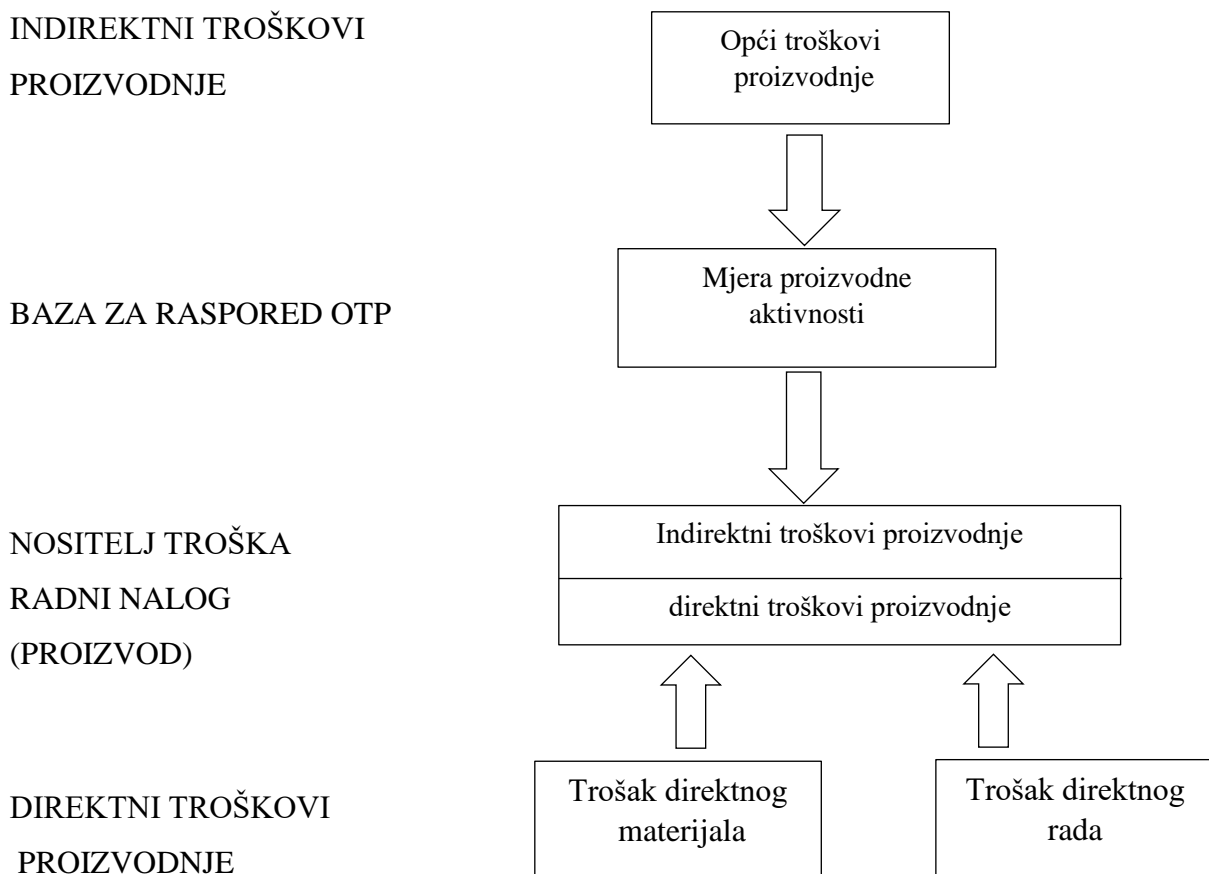 INDIREKTNI TROŠKOVI
PROIZVODNJE
Opći troškovi
proizvodnje
BAZA ZA RASPORED OTP
Mjera proizvodne
aktivnosti
NOSITELJ TROŠKA
RADNI NALOG
(PROIZVOD)
Indirektni troškovi proizvodnje
direktni troškovi proizvodnje
DIREKTNI TROŠKOVI
PROIZVODNJE
Trošak direktnog
materijala
Trošak direktnog
rada